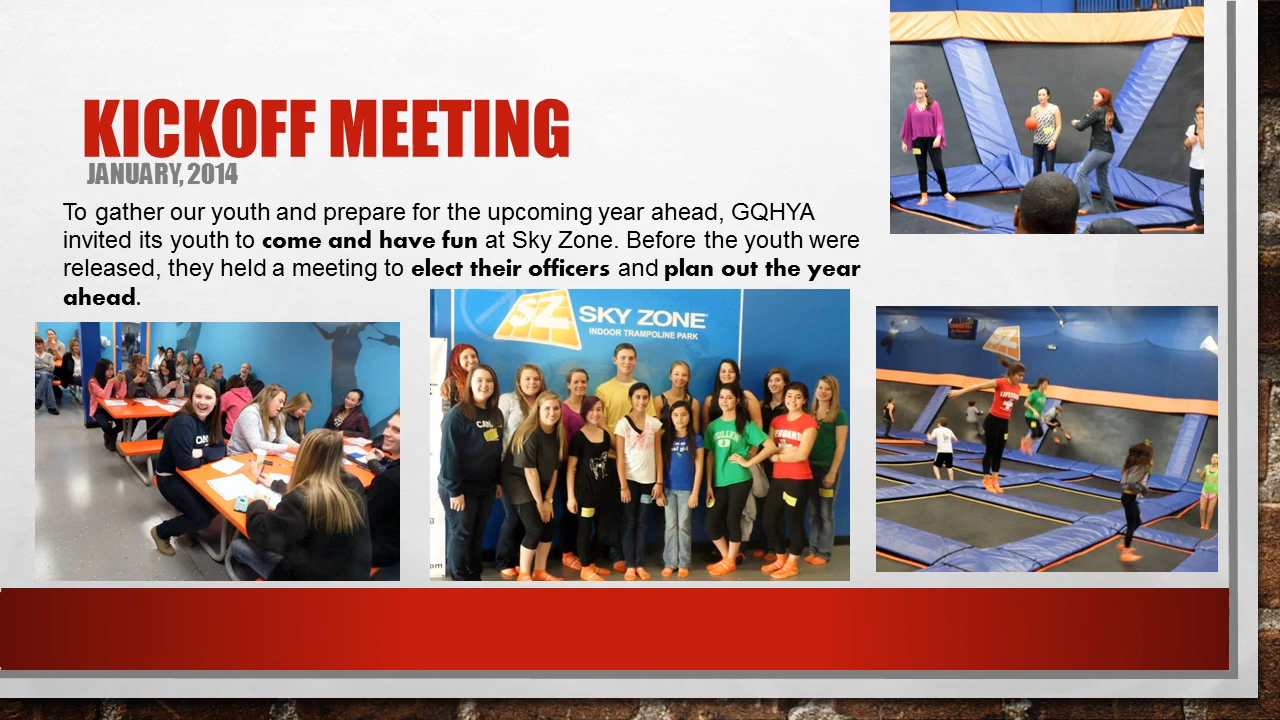 KICKOFF MEETING
JANUARY, 2014
To gather our youth and prepare for the upcoming year ahead, GQHYA
invited its youth to come and have fun at Sky Zone. Before the youth were
released, they held a meeting to elect their officers and plan out the year
ahead.
SZ SKY ZONE
INDOOR TRAMPOLINE PARK
SZ